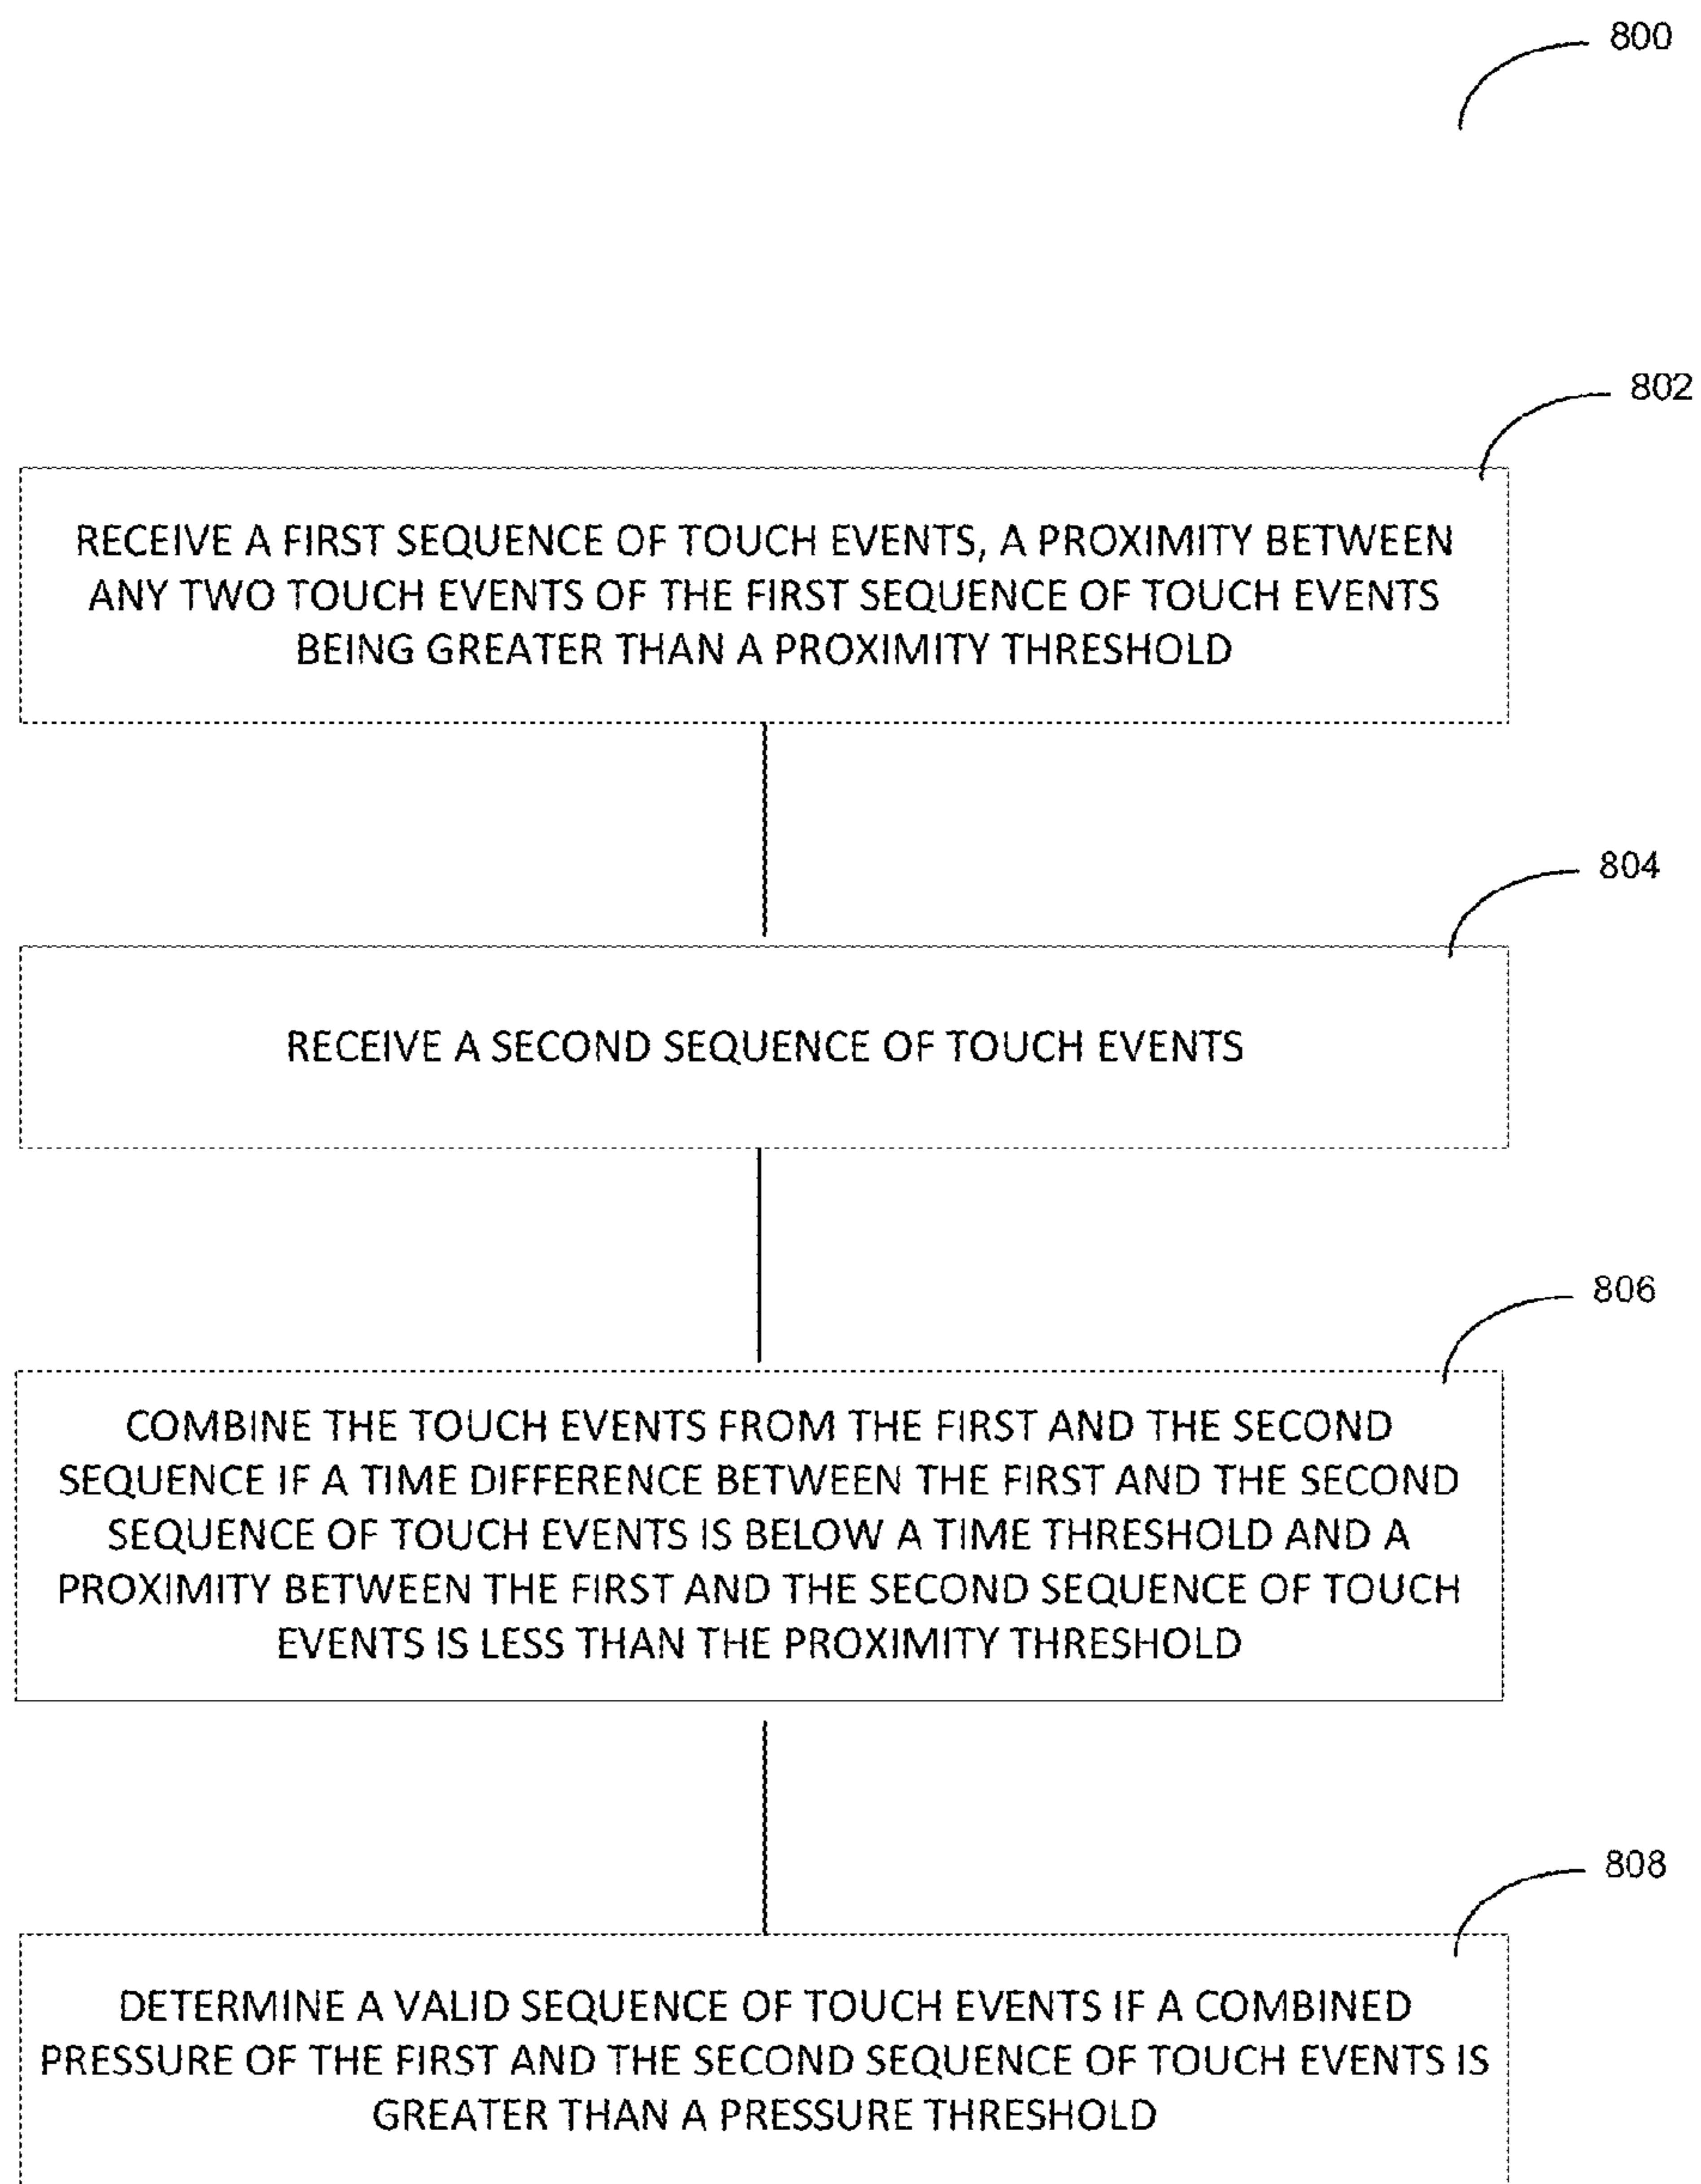 800
802
RECEIVE A FIRST SEQUENCE OF TOUCH EVENTS, A PROXIMITY BETWEEN
ANY TWO TOUCH EVENTS OF THE FIRST SEQUENCE OF TOUCH EVENTS
BEING GREATER THAN A PROXIMITY THRESHOLD
804
RECEIVE A SECOND SEQUENCE OF TOUCH EVENTS
806
COMBINE THE TOUCH EVENTS FROM THE FIRST AND THE SECOND
SEQUENCE IF A TIME DIFFERENCE BETWEEN THE FIRST AND THE SECOND
SEQUENCE OF TOUCH EVENTS IS BELOW A TIME THRESHOLD AND A
PROXIMITY BETWEEN THE FIRST AND THE SECOND SEQUENCE OF TOUCH
EVENTS IS LESS THAN THE PROXIMITY THRESHOLD
808
DETERMINE A VALID SEQUENCE OF TOUCH EVENTS IF A COMBINED
PRESSURE OF THE FIRST AND THE SECOND SEQUENCE OF TOUCH EVENTS IS
GREATER THAN A PRESSURE THRESHOLD